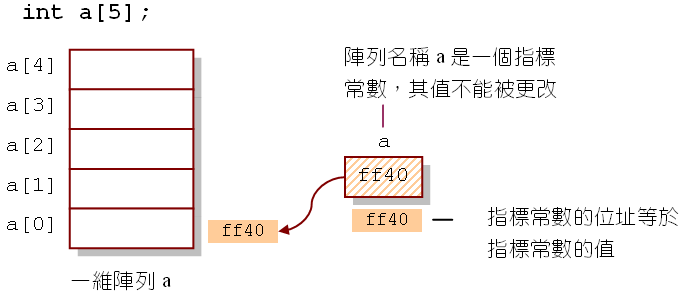 int a[5];
a[4]
a[3]
a[2]
a[1]
a[0]
ff40
一維陣列 a
陣列名稱 a 是一個指標
常數，其值不能被更改
a
ff40
ff40
指標常數的位址等於
指標常數的值